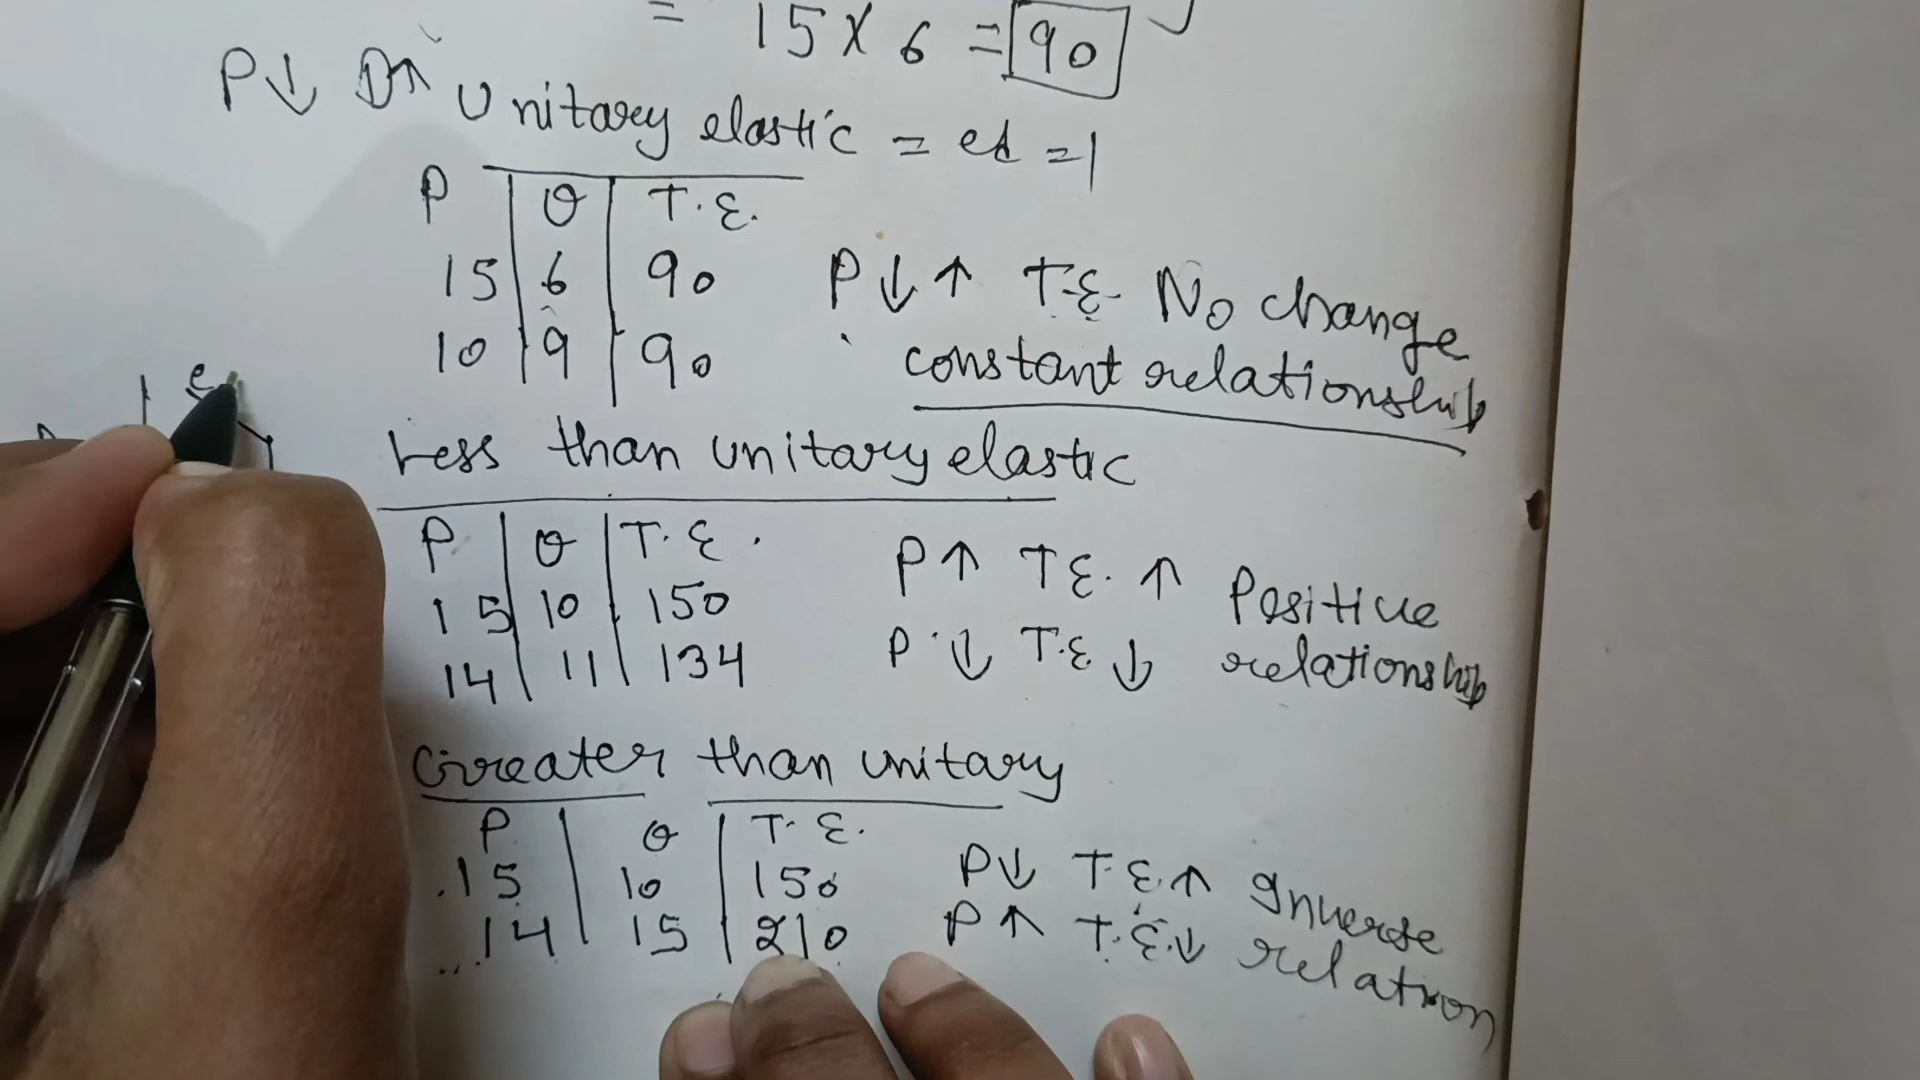 = 15 X 6 = 90
P↓ D↑ Unitary elastic = ed = 1
P Q T.E.
15 6 90
10 9 90
P↓↑ T.E. No change
constant relationship
e
Less than unitary elastic
P Q T.E.
15 10 150
14 11 134
P↑ T.E.↑ Positive
P↓ T.E↓ relationship
Greater than unitary
P Q T.E.
15 10 150
14 15 210
P↓ T.E.↑ Inverse
P↑ T.E.↓ relation